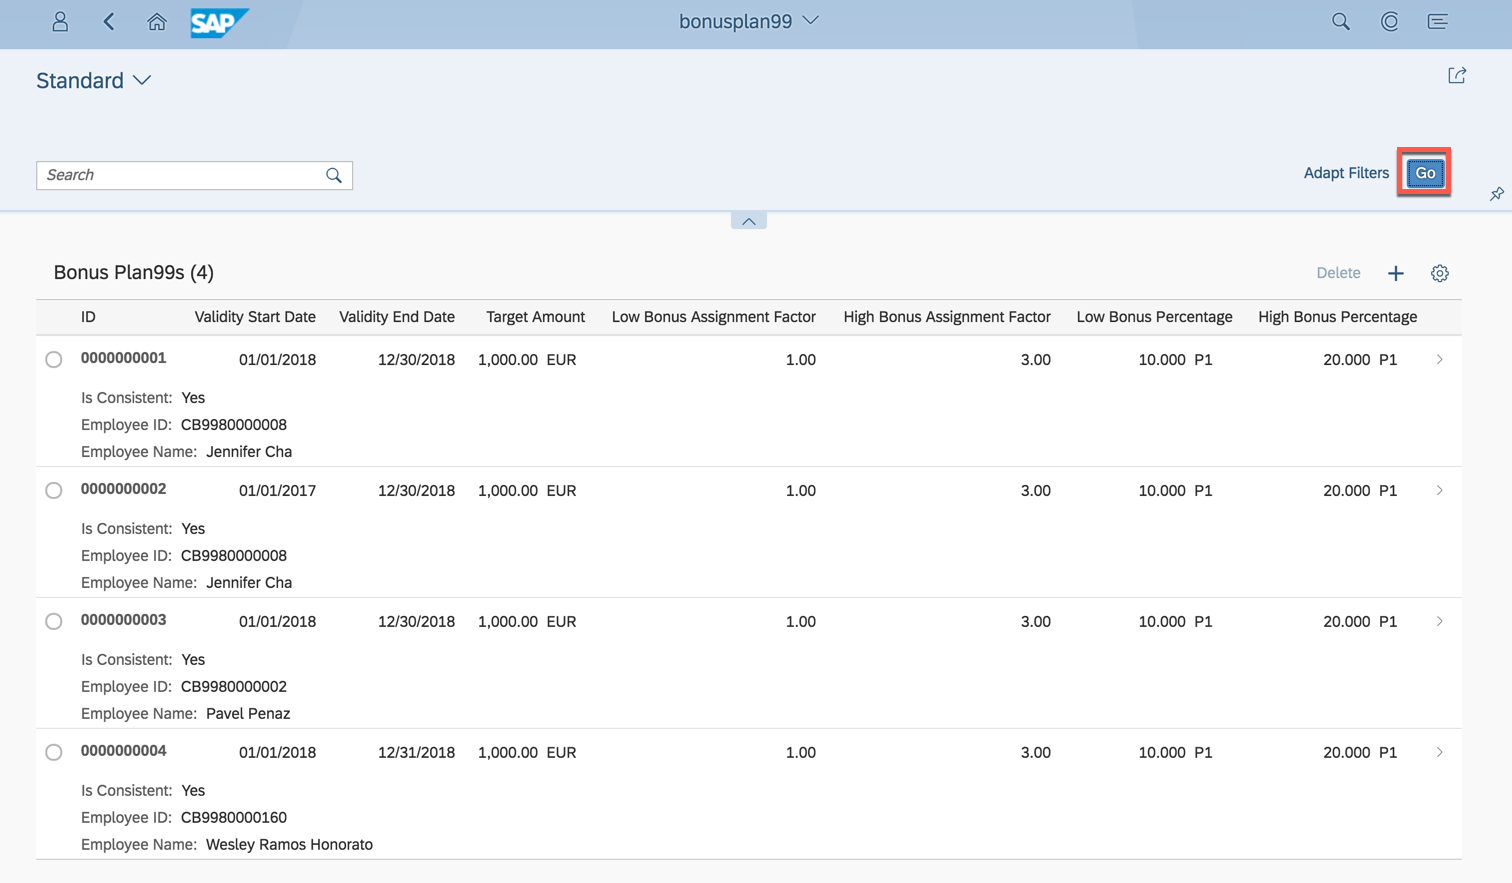 SAP bonusplan99
Standard
Search Adapt Filters Go
Bonus Plan99s (4) Delete
ID Validity Start Date Validity End Date Target Amount Low Bonus Assignment Factor High Bonus Assignment Factor Low Bonus Percentage High Bonus Percentage
0000000001 01/01/2018 12/30/2018 1,000.00 EUR 1.00 3.00 10.000 P1 20.000 P1
Is Consistent: Yes
Employee ID: CB9980000008
Employee Name: Jennifer Cha
0000000002 01/01/2017 12/30/2018 1,000.00 EUR 1.00 3.00 10.000 P1 20.000 P1
Is Consistent: Yes
Employee ID: CB9980000008
Employee Name: Jennifer Cha
0000000003 01/01/2018 12/30/2018 1,000.00 EUR 1.00 3.00 10.000 P1 20.000 P1
Is Consistent: Yes
Employee ID: CB9980000002
Employee Name: Pavel Penaz
0000000004 01/01/2018 12/31/2018 1,000.00 EUR 1.00 3.00 10.000 P1 20.000 P1
Is Consistent: Yes
Employee ID: CB9980000160
Employee Name: Wesley Ramos Honorato